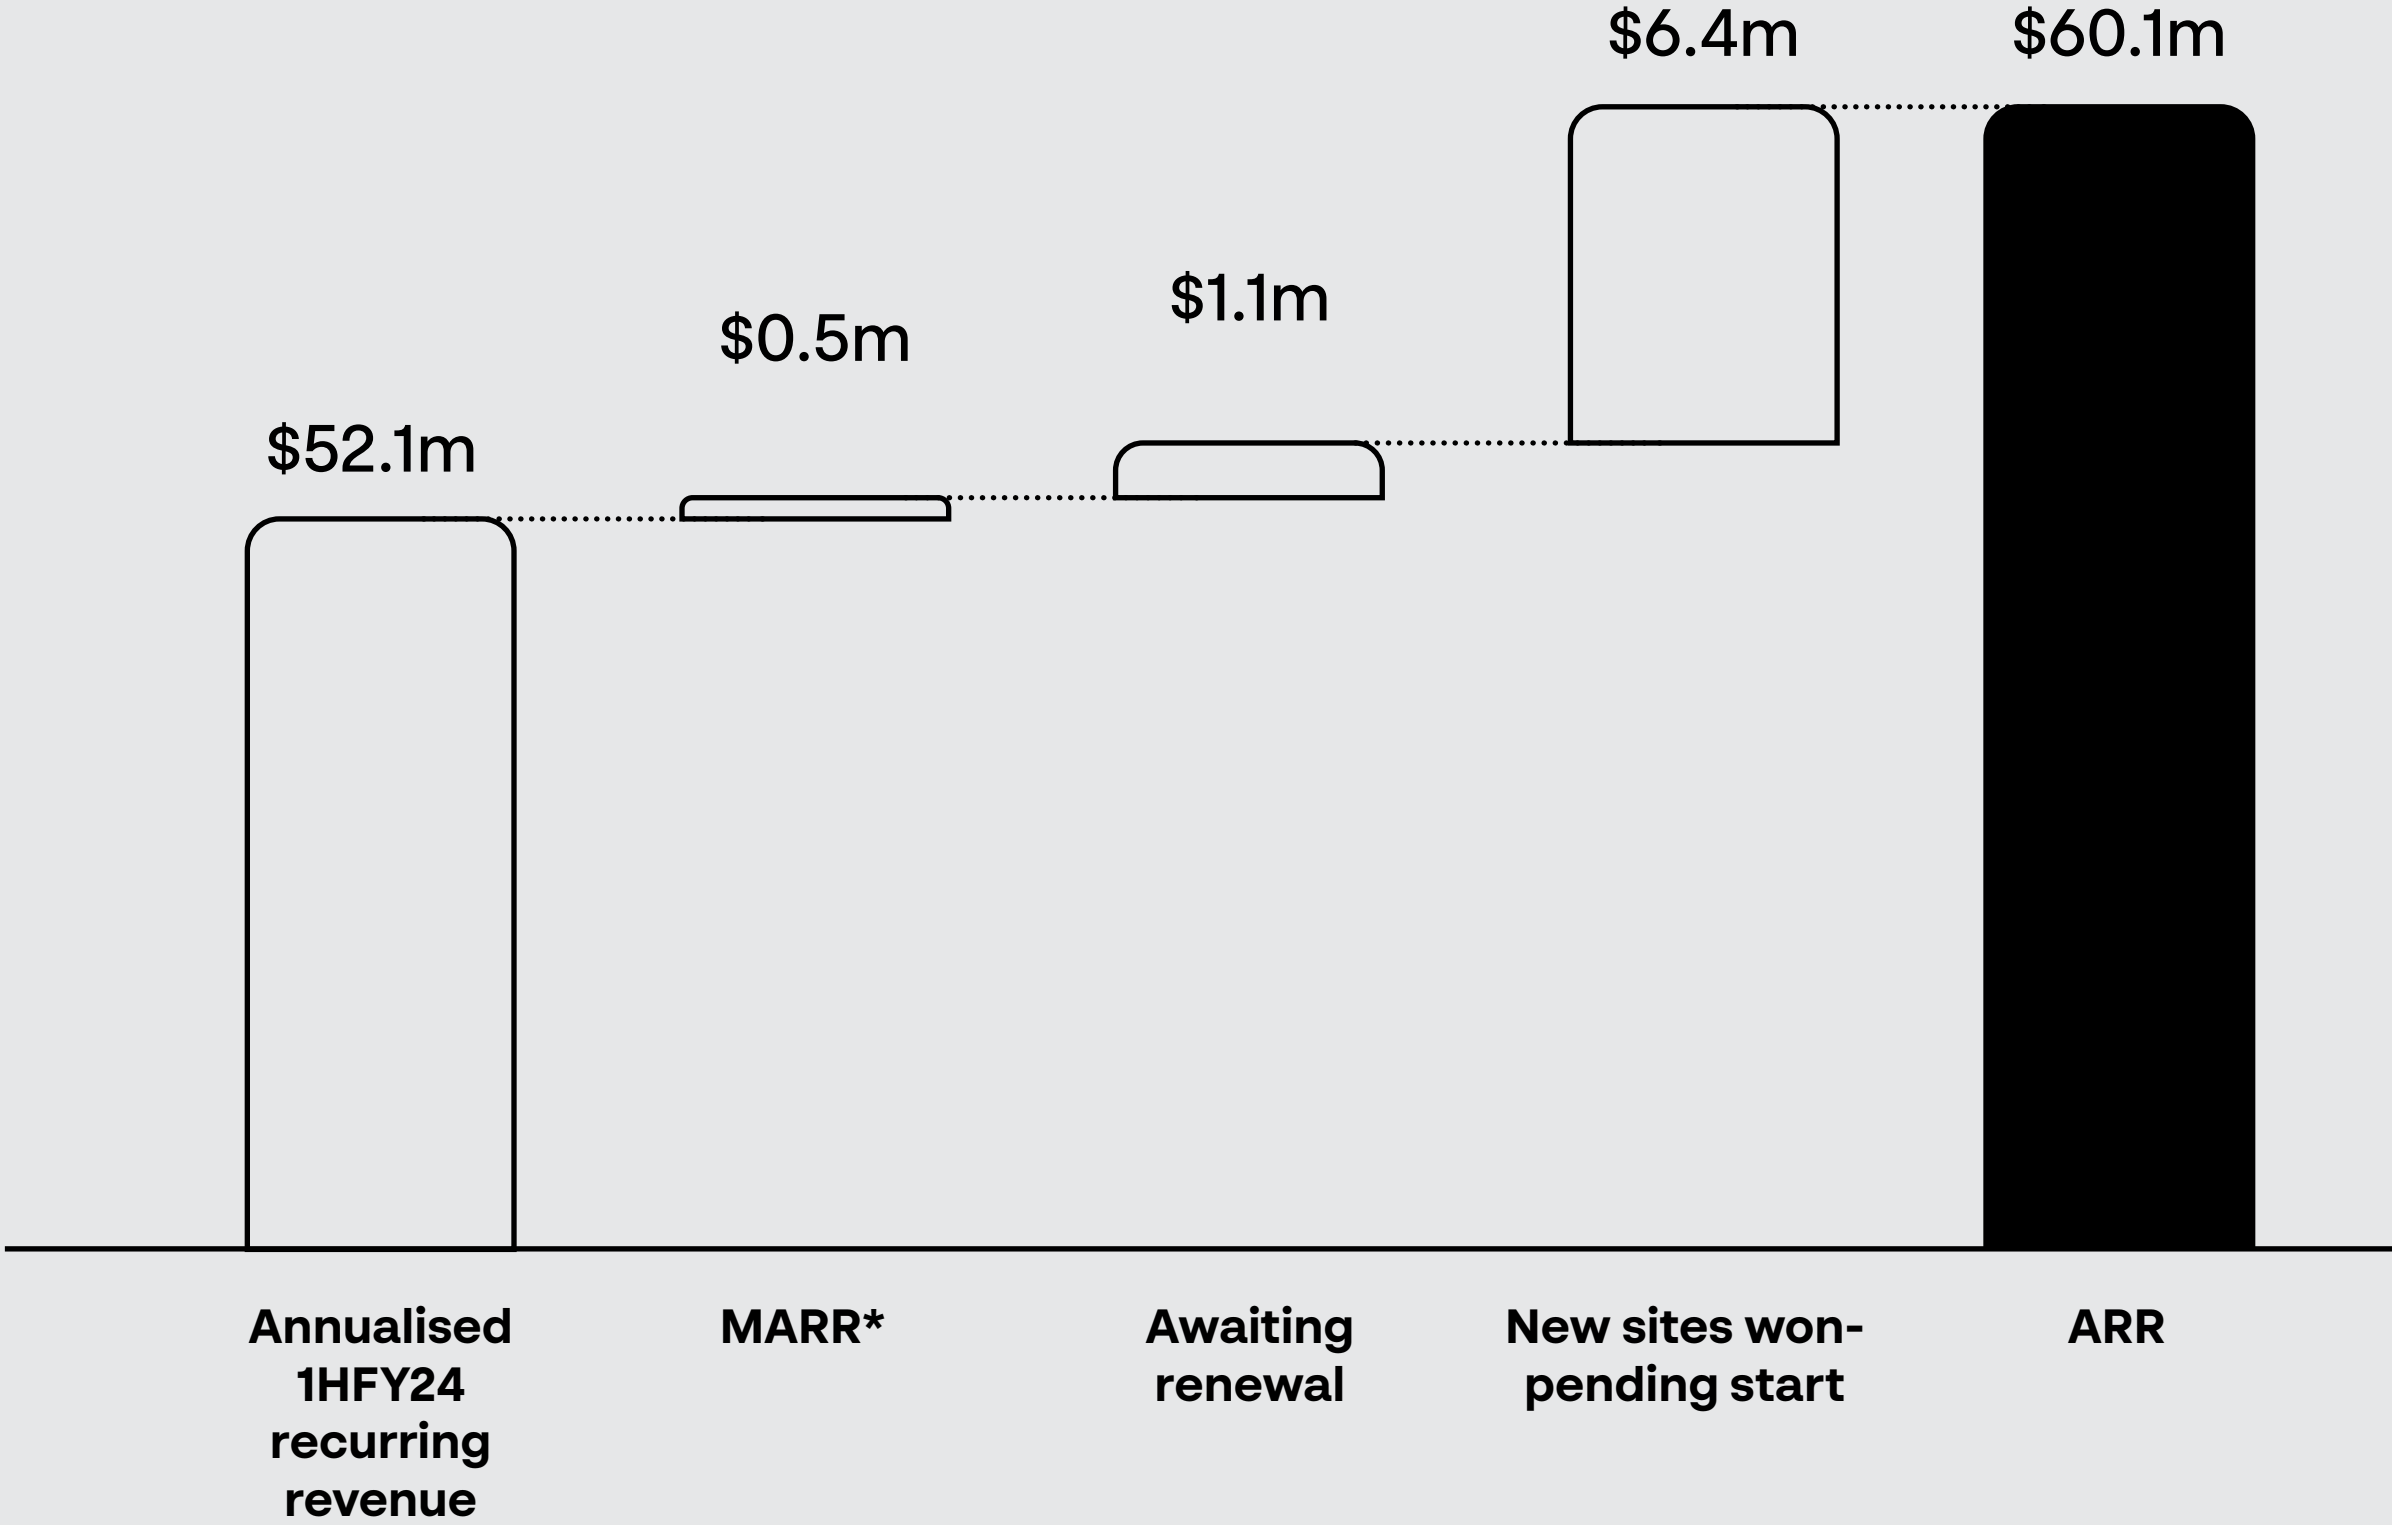 $6.4m
$60.1m
$1.1m
$0.5m
$52.1m
Annualised
1HFY24
recurring
revenue
MARR*
Awaiting
renewal
New sites won-
pending start
ARR